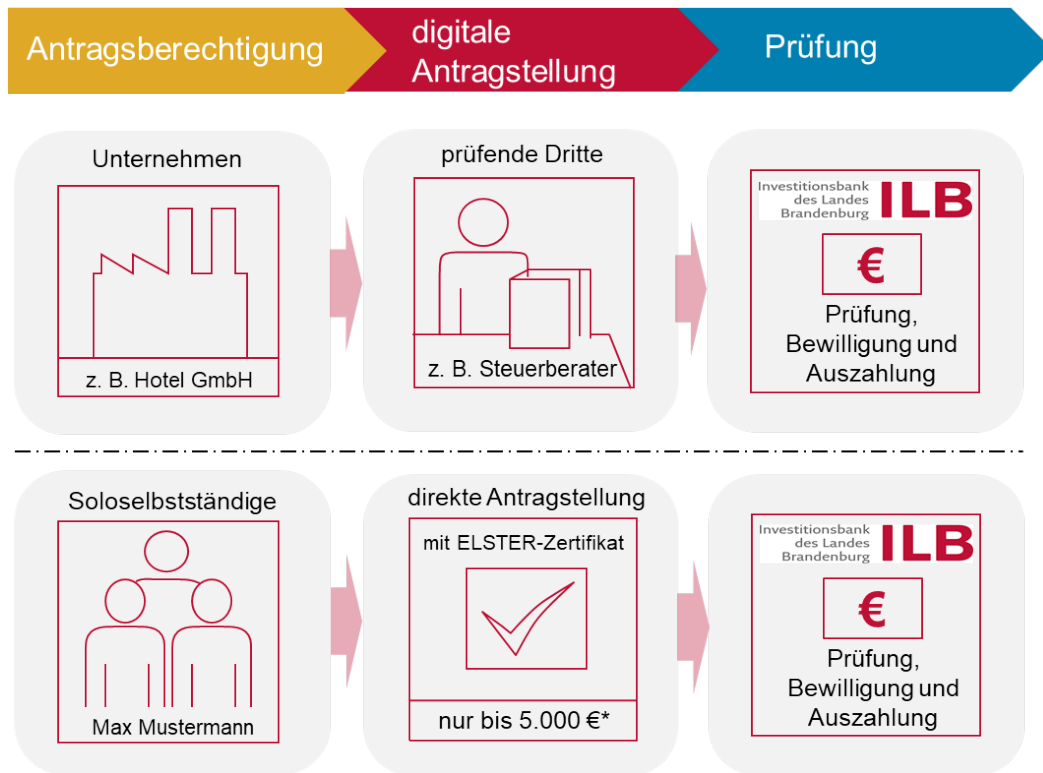 Antragsberechtigung
digitale
Antragstellung
Prüfung
Unternehmen
z. B. Hotel GmbH
prüfende Dritte
z. B. Steuerberater
Investitionsbank
des Landes
Brandenburg
ILB
€
Prüfung,
Bewilligung und
Auszahlung
Soloselbstständige
Max Mustermann
direkte Antragstellung
mit ELSTER-Zertifikat
nur bis 5.000 €*
Investitionsbank
des Landes
Brandenburg
ILB
€
Prüfung,
Bewilligung und
Auszahlung